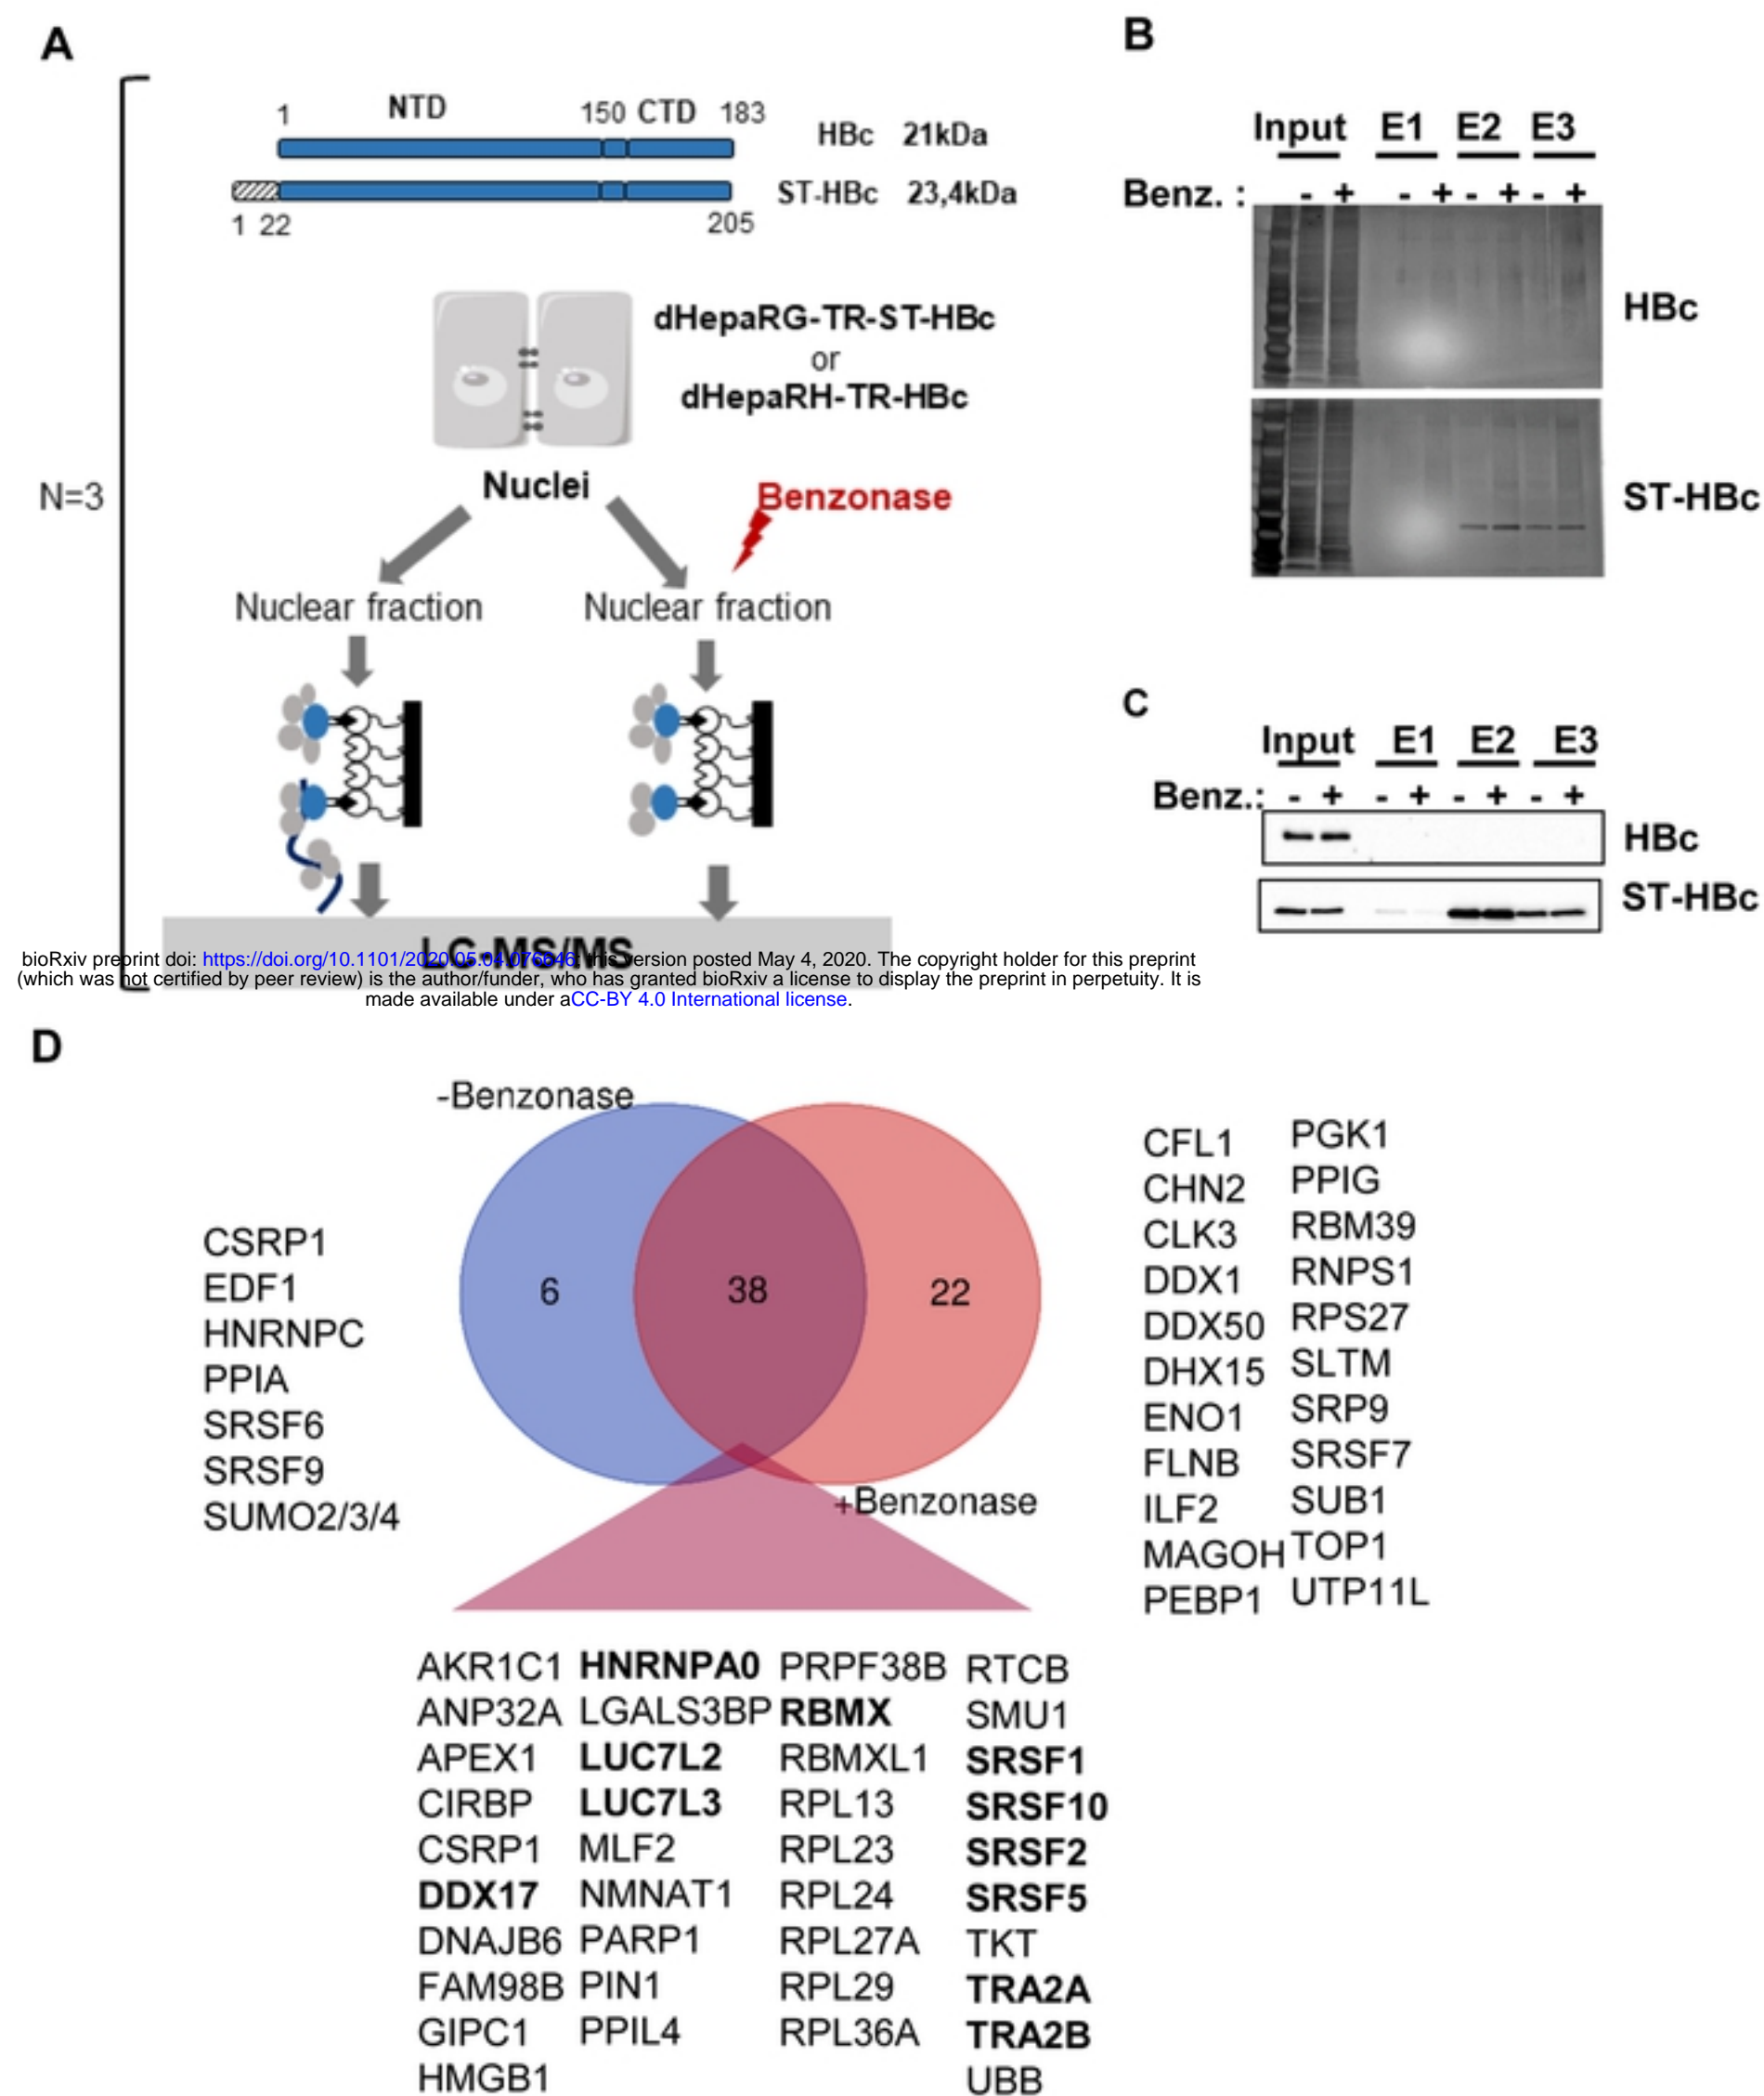 A
1 NTD 150 CTD 183
HBc 21kDa
ST-HBc 23,4kDa
1 22 205
dHepaRG-TR-ST-HBc
or
dHepaRH-TR-HBc
N=3
Nuclei
Benzonase
Nuclear fraction Nuclear fraction
LC-MS/MS
bioRxiv preprint doi: https://doi.org/10.1101/2020.05.04.076646; this version posted May 4, 2020. The copyright holder for this preprint
(which was not certified by peer review) is the author/funder, who has granted bioRxiv a license to display the preprint in perpetuity. It is
made available under aCC-BY 4.0 International license.
B
Input E1 E2 E3
Benz. : - + - + - + - +
HBc
ST-HBc
C
Input E1 E2 E3
Benz.: - + - + - + - +
HBc
ST-HBc
D
-Benzonase
6 38 22
+Benzonase
CSRP1
EDF1
HNRNPC
PPIA
SRSF6
SRSF9
SUMO2/3/4
CFL1 PGK1
CHN2 PPIG
CLK3 RBM39
DDX1 RNPS1
DDX50 RPS27
DHX15 SLTM
ENO1 SRP9
FLNB SRSF7
ILF2 SUB1
MAGOH TOP1
PEBP1 UTP11L
AKR1C1 HNRNPA0 PRPF38B RTCB
ANP32A LGALS3BP RBMX SMU1
APEX1 LUC7L2 RBMXL1 SRSF1
CIRBP LUC7L3 RPL13 SRSF10
CSRP1 MLF2 RPL23 SRSF2
DDX17 NMNAT1 RPL24 SRSF5
DNAJB6 PARP1 RPL27A TKT
FAM98B PIN1 RPL29 TRA2A
GIPC1 PPIL4 RPL36A TRA2B
HMGB1 UBB